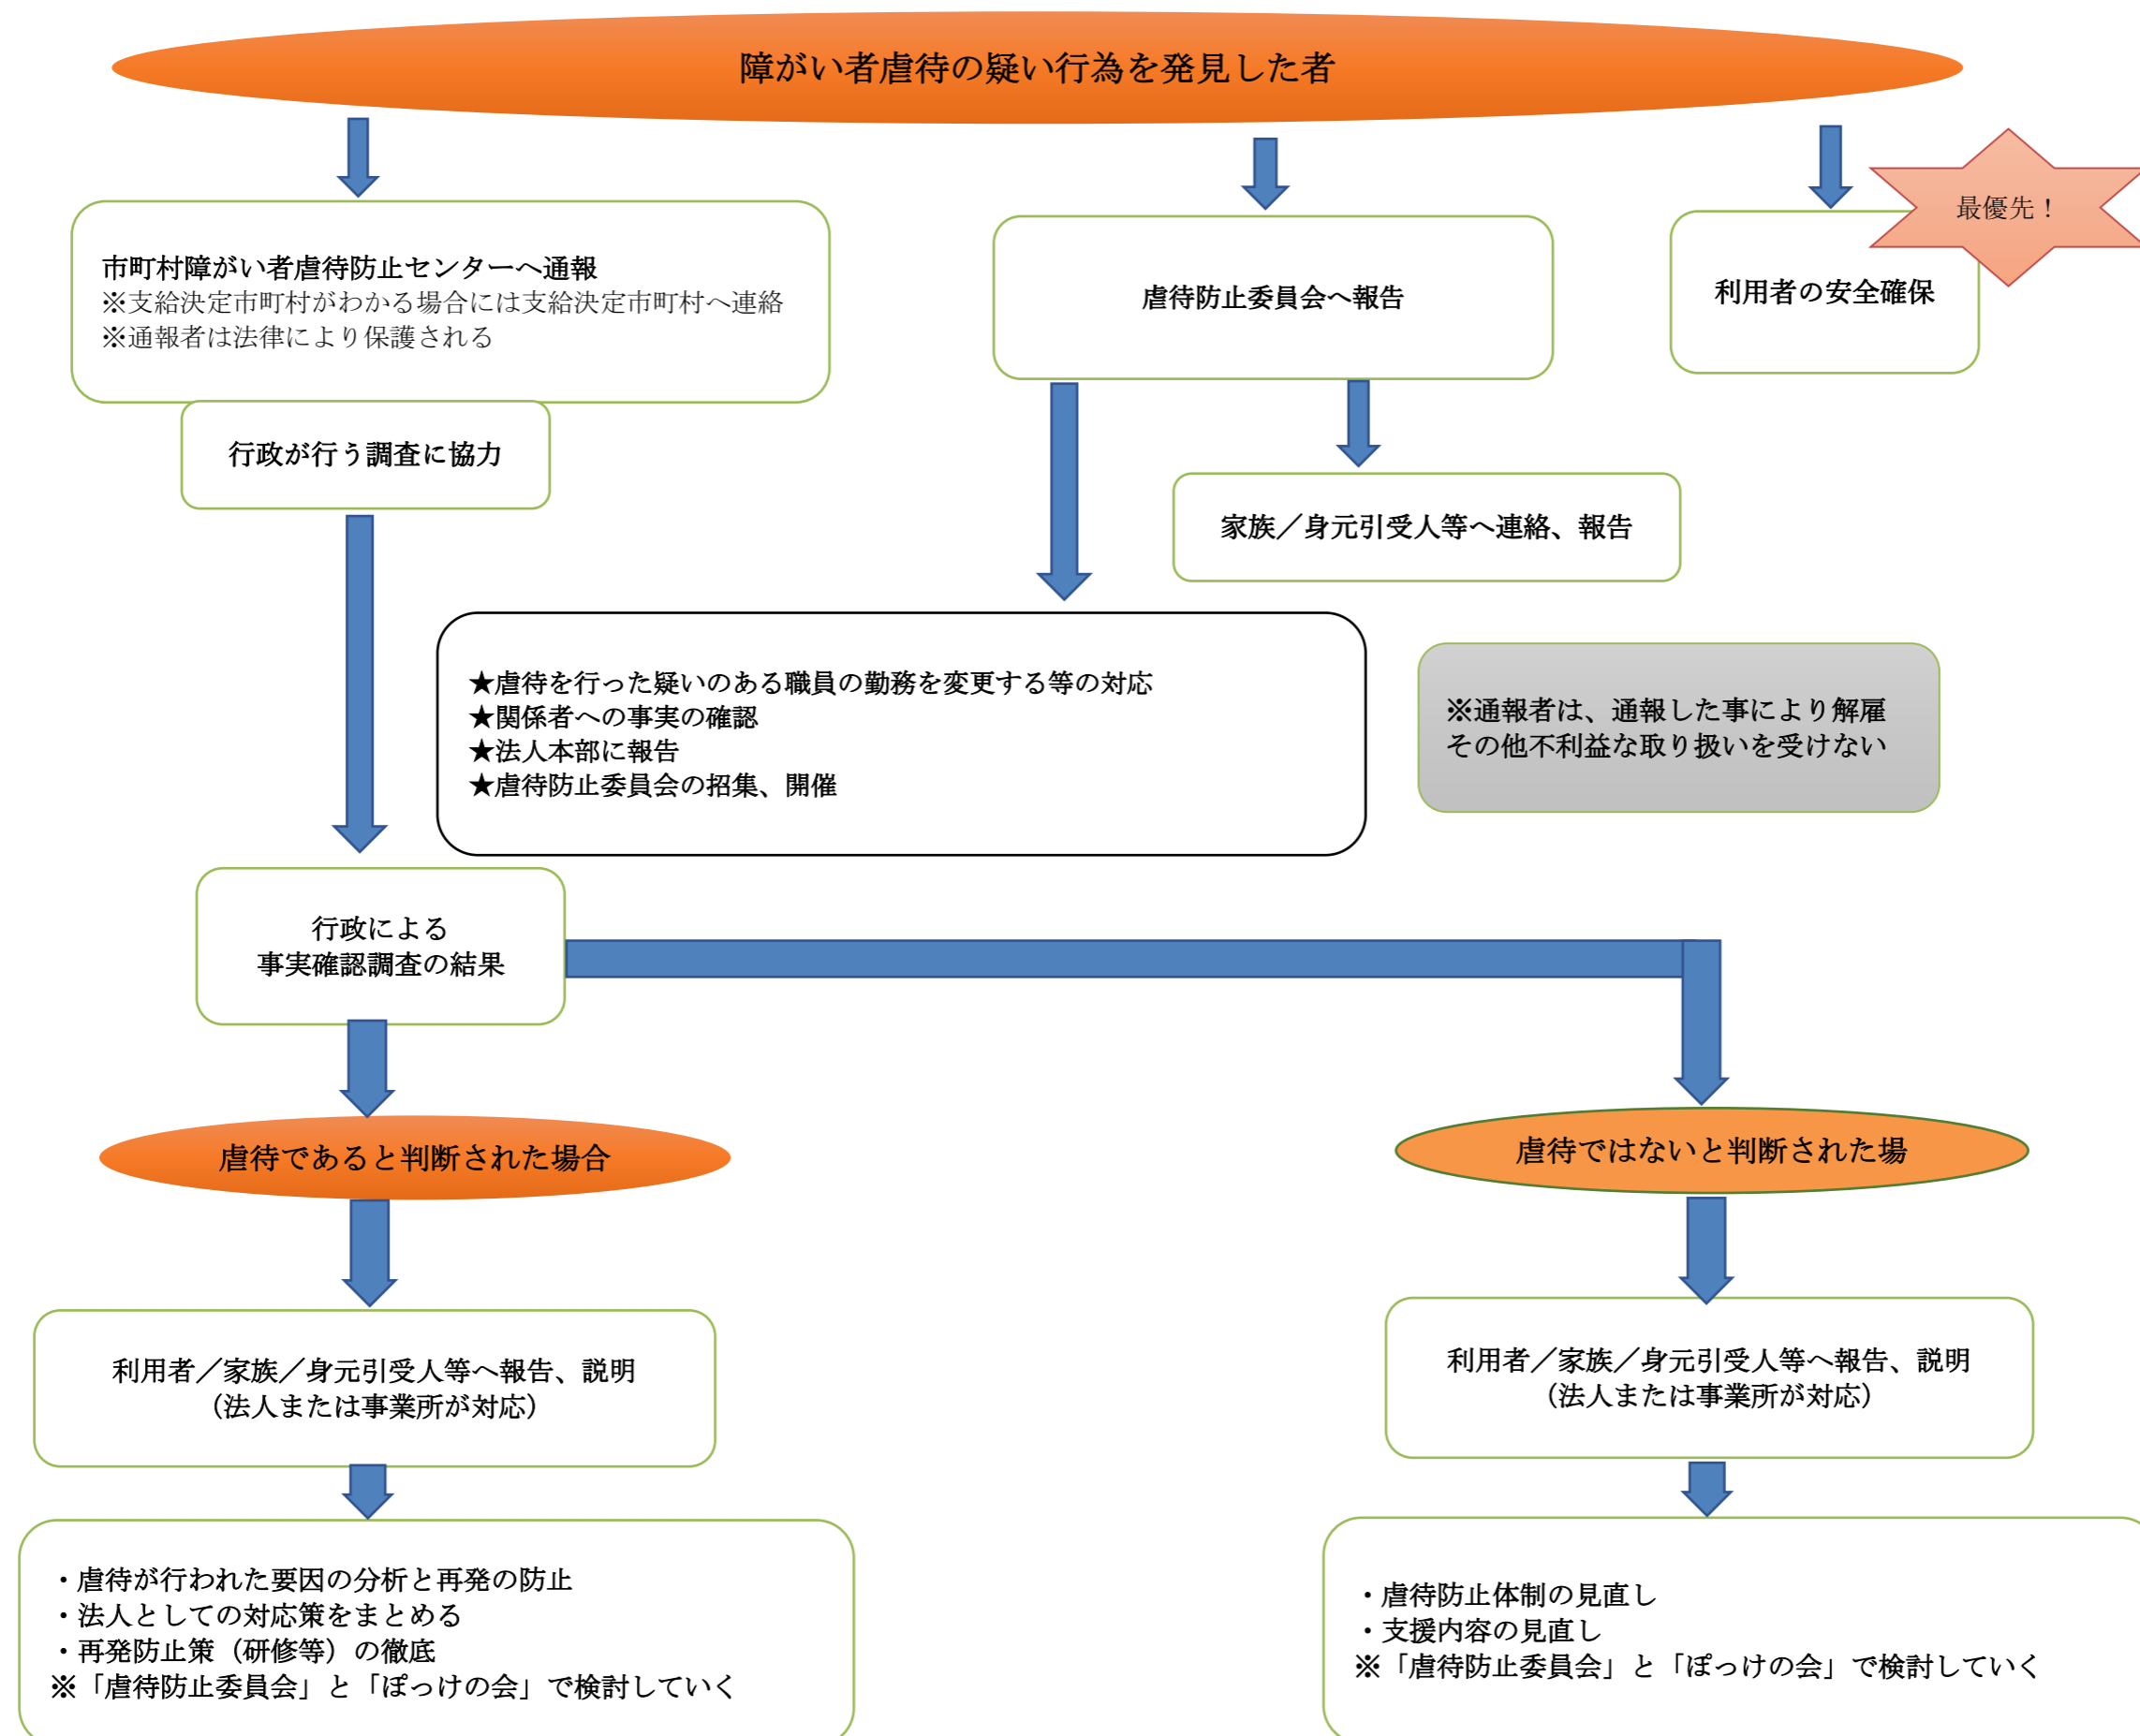 障がい者虐待の疑い行為を発見した者
最優先！
市町村障がい者虐待防止センターへ通報
※支給決定市町村がわかる場合には支給決定市町村へ連絡
※通報者は法律により保護される
虐待防止委員会へ報告
利用者の安全確保
行政が行う調査に協力
家族／身元引受人等へ連絡、報告
★虐待を行った疑いのある職員の勤務を変更する等の対応
★関係者への事実の確認
★法人本部に報告
★虐待防止委員会の招集、開催
※通報者は、通報した事により解雇
その他不利益な取り扱いを受けない
行政による
事実確認調査の結果
虐待であると判断された場合
虐待ではないと判断された場
利用者／家族／身元引受人等へ報告、説明
（法人または事業所が対応）
利用者／家族／身元引受人等へ報告、説明
（法人または事業所が対応）
・虐待が行われた要因の分析と再発の防止
・法人としての対応策をまとめる
・再発防止策（研修等）の徹底
※「虐待防止委員会」と「ぽっけの会」で検討していく
・虐待防止体制の見直し
・支援内容の見直し
※「虐待防止委員会」と「ぽっけの会」で検討していく